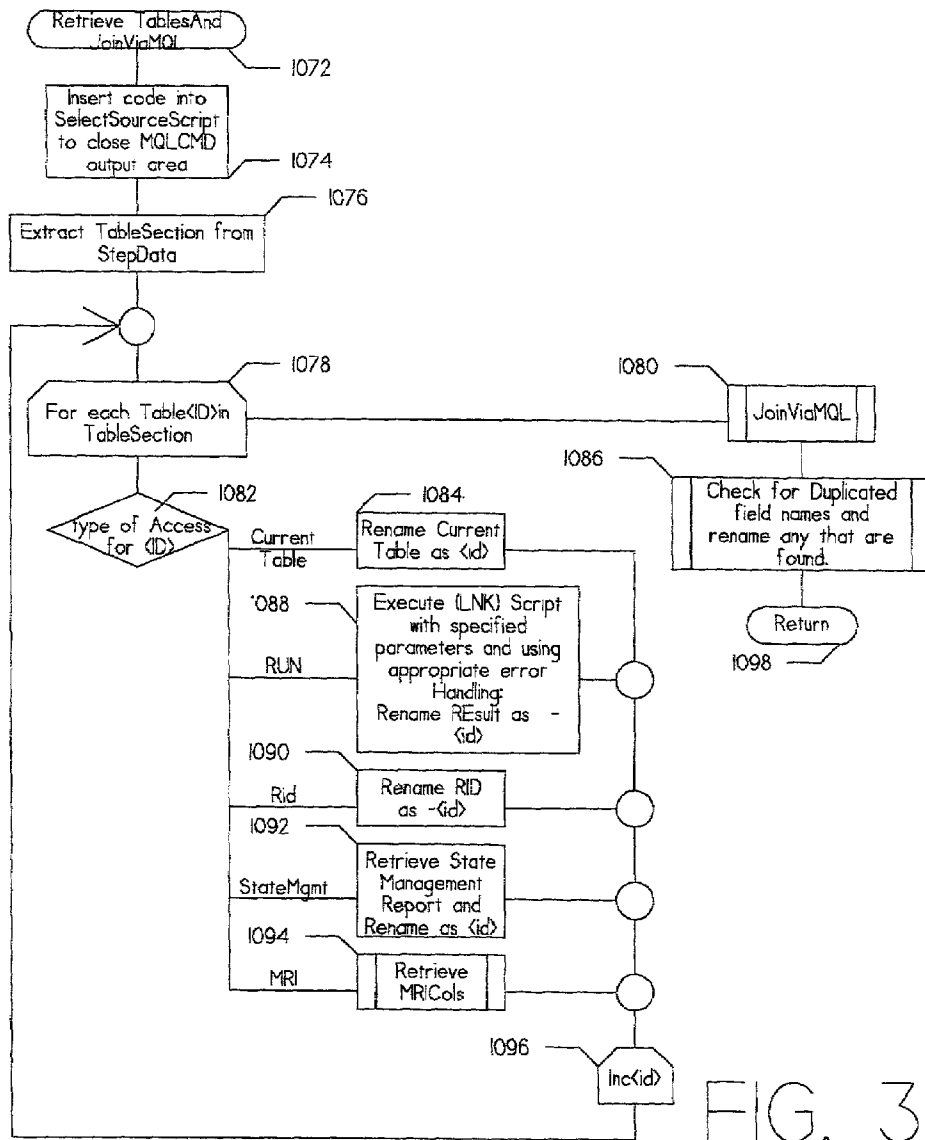 Retrieve TablesAnd
JoinViaMQL
1072
Insert code into
SelectSourceScript
to close MQLCMD
output area
1074
1076
Extract TableSection from
StepData
1078
For each Table<ID>in
TableSection
1080
JoinViaMQL
1086
Check for Duplicated
field names and
rename any that are
found.
Return
1098
1082
type of Access
for <ID>
1084
Current
Table
Rename Current
Table as <id>
1088
RUN
Execute (LNK) Script
with specified
parameters and using
appropriate error
Handling:
Rename REsult as -
<id>
1090
Rid
Rename RID
as -<id>
1092
StateMgmt
Retrieve State
Management
Report and
Rename as <id>
1094
MRI
Retrieve
MRICols
1096
Inc<id>
FIG. 3